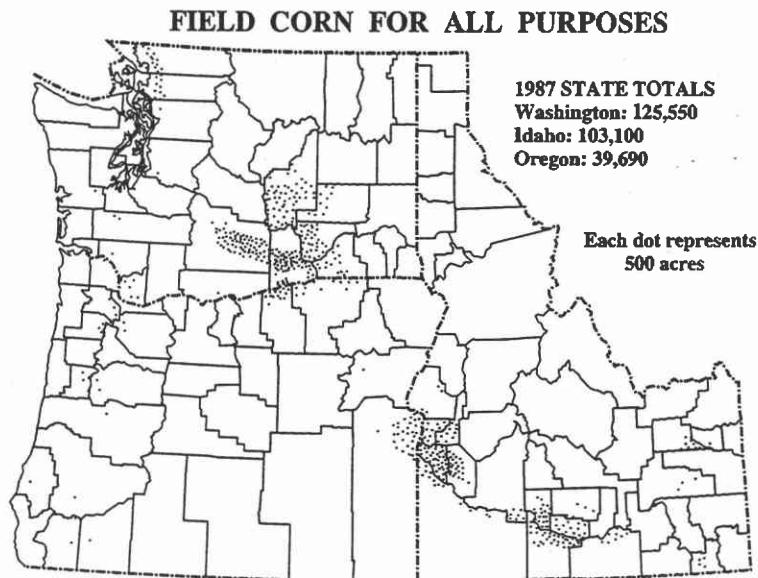 FIELD CORN FOR ALL PURPOSES
1987 STATE TOTALS
Washington: 125,550
Idaho: 103,100
Oregon: 39,690
Each dot represents
500 acres